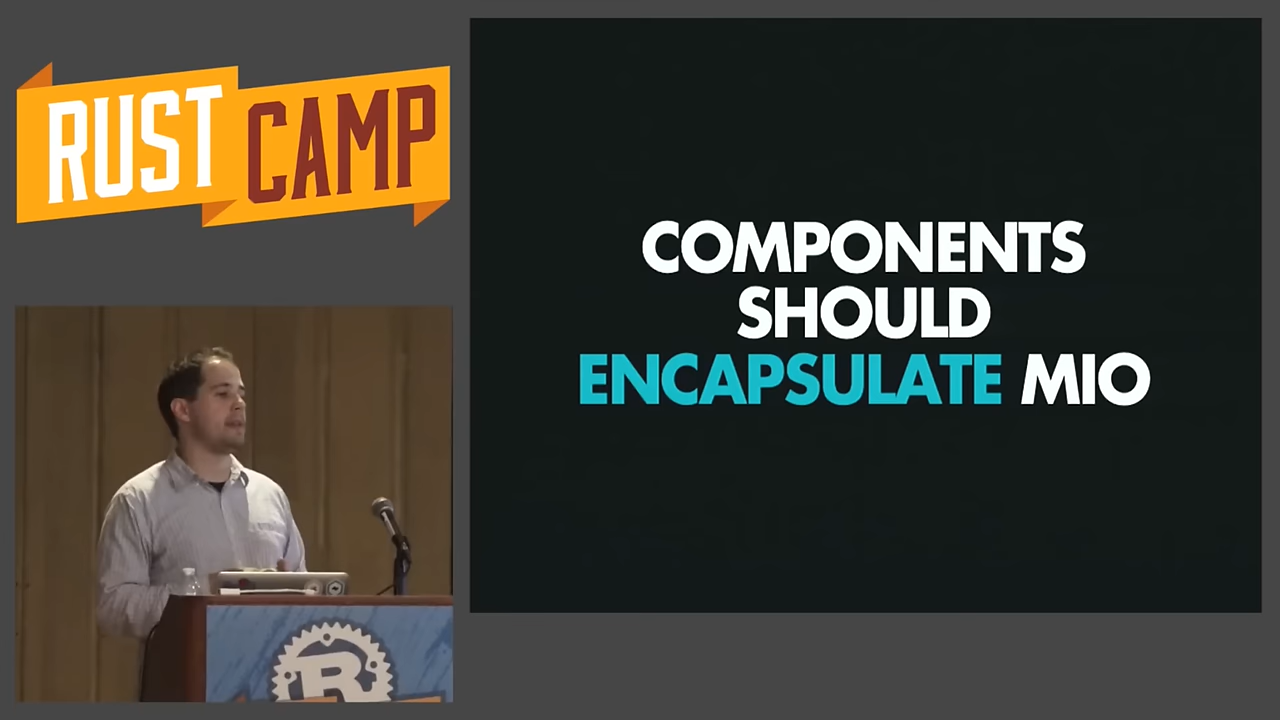 RUST CAMP
COMPONENTS
SHOULD
ENCAPSULATE MIO
R